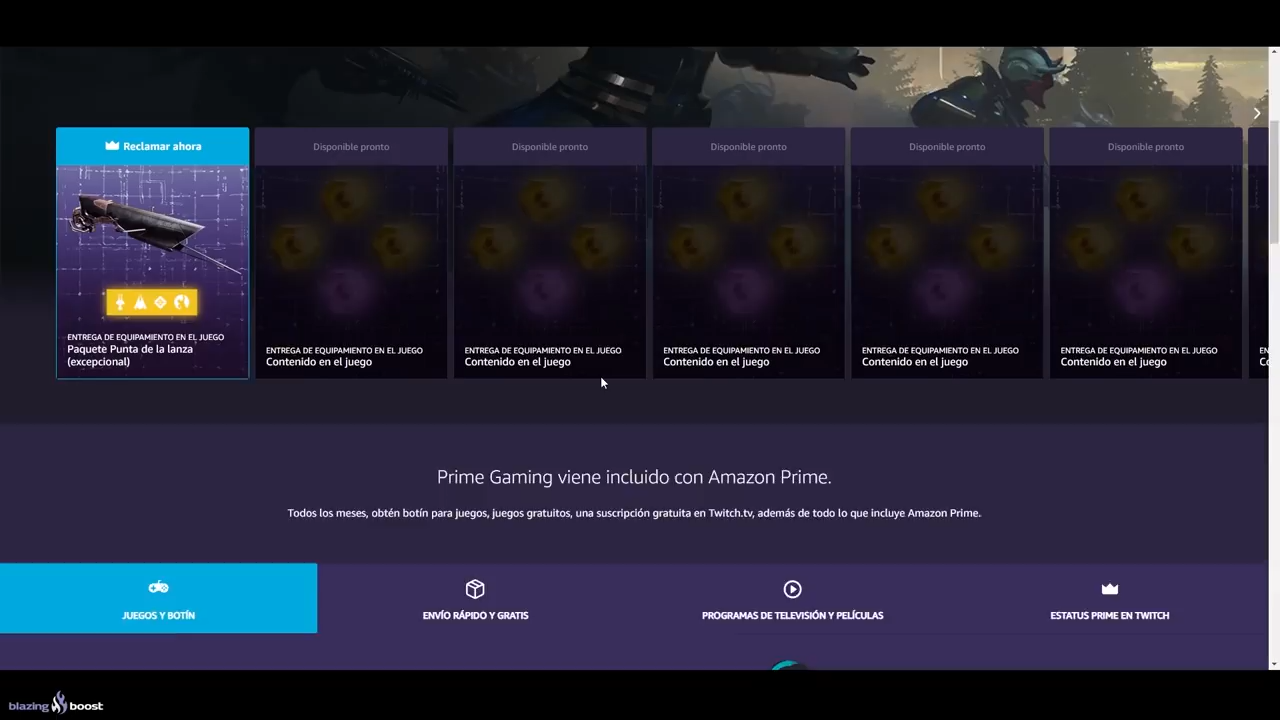 Reclamar ahora
Disponible pronto
Disponible pronto
Disponible pronto
Disponible pronto
Disponible pronto
ENTREGA DE EQUIPAMIENTO EN EL JUEGO
Paquete Punta de la lanza
(excepcional)
ENTREGA DE EQUIPAMIENTO EN EL JUEGO
Contenido en el juego
ENTREGA DE EQUIPAMIENTO EN EL JUEGO
Contenido en el juego
ENTREGA DE EQUIPAMIENTO EN EL JUEGO
Contenido en el juego
ENTREGA DE EQUIPAMIENTO EN EL JUEGO
Contenido en el juego
ENTREGA DE EQUIPAMIENTO EN EL JUEGO
Contenido en el juego
Prime Gaming viene incluido con Amazon Prime.
Todos los meses, obtén botín para juegos, juegos gratuitos, una suscripción gratuita en Twitch.tv, además de todo lo que incluye Amazon Prime.
JUEGOS Y BOTÍN
ENVÍO RÁPIDO Y GRATIS
PROGRAMAS DE TELEVISIÓN Y PELÍCULAS
ESTATUS PRIME EN TWITCH
blazing boost